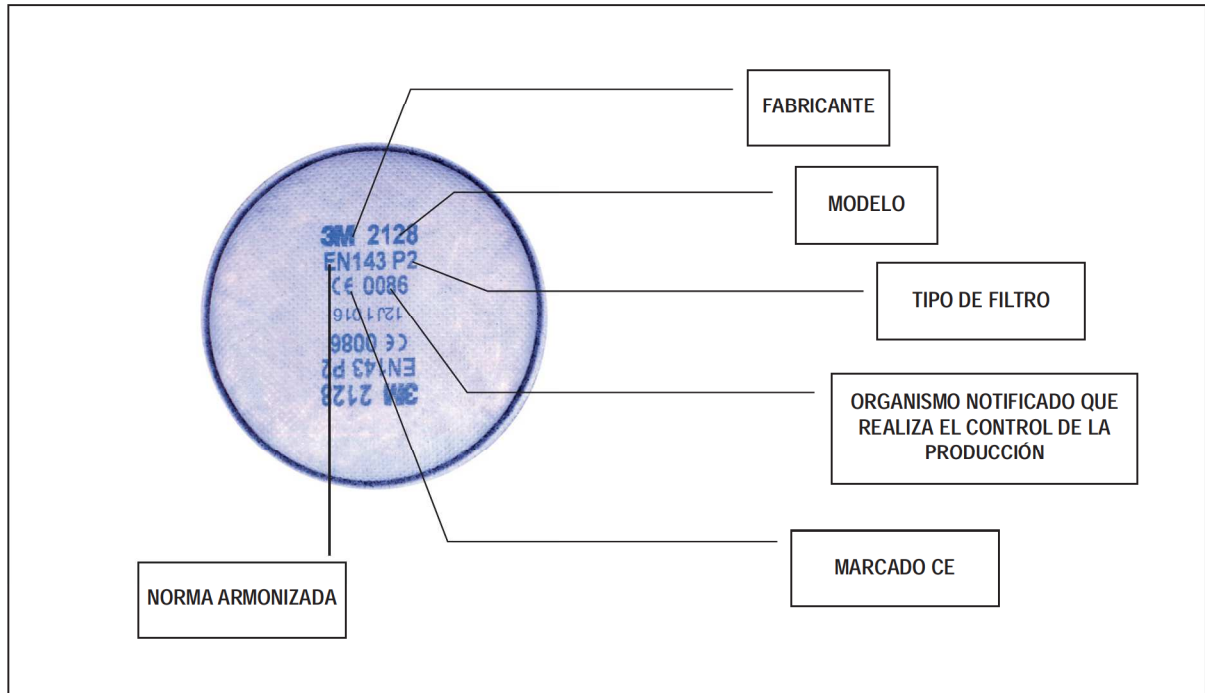 FABRICANTE
MODELO
3M 2128
EN143 P2
CE 0086
12J1016
CE 0086
EN143 P2
3M 2128
TIPO DE FILTRO
ORGANISMO NOTIFICADO QUE
REALIZA EL CONTROL DE LA
PRODUCCIÓN
MARCADO CE
NORMA ARMONIZADA